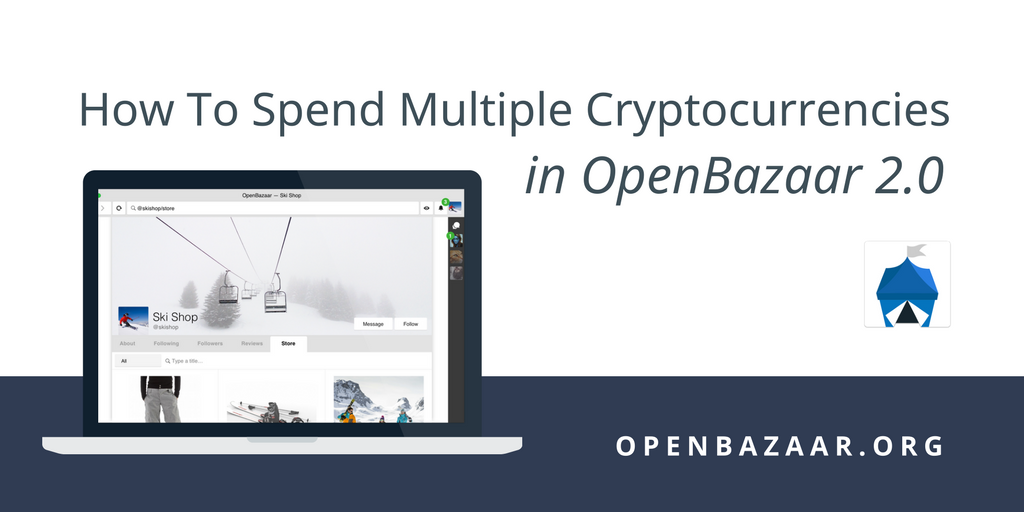 How To Spend Multiple Cryptocurrencies
in OpenBazaar 2.0
OpenBazaar — Ski Shop
@skishop/store
Ski Shop
@skishop
Message
Follow
About
Following
Followers
Reviews
Store
All
Type a title...
OPENBAZAAR.ORG